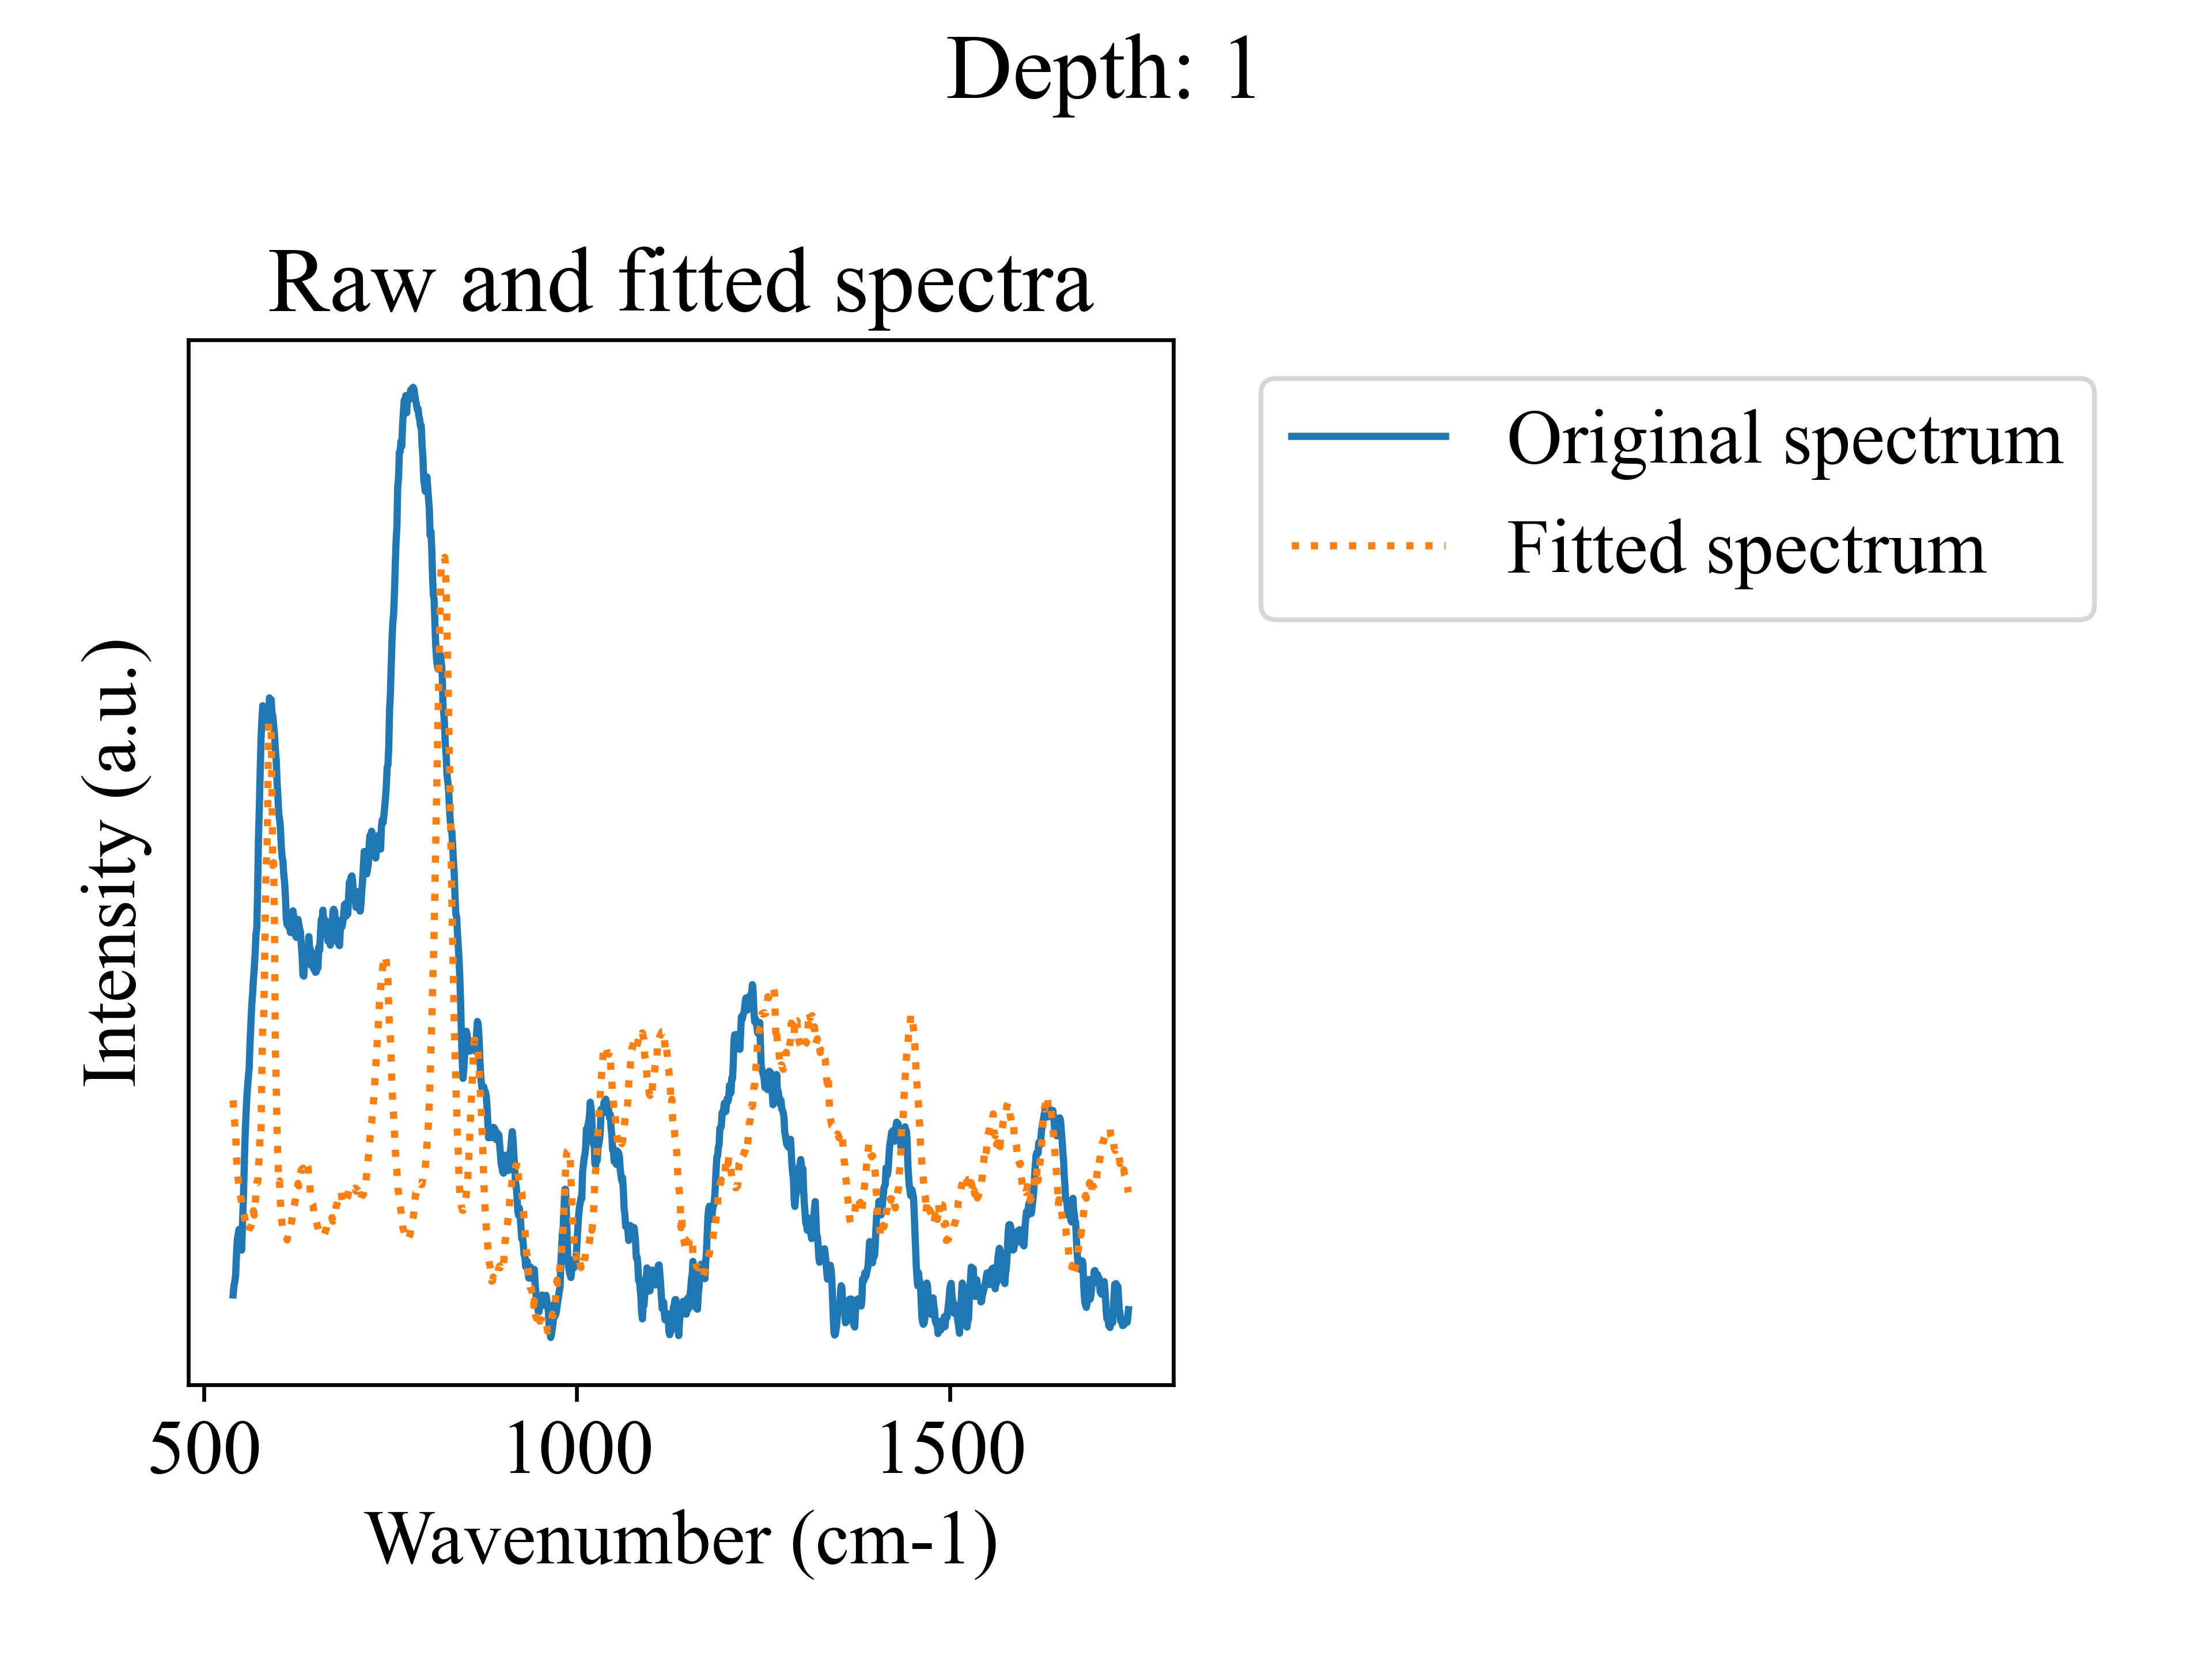 Depth: 1
Raw and fitted spectra
Original spectrum
Fitted spectrum
Intensity (a.u.)
500 1000 1500
Wavenumber (cm-1)